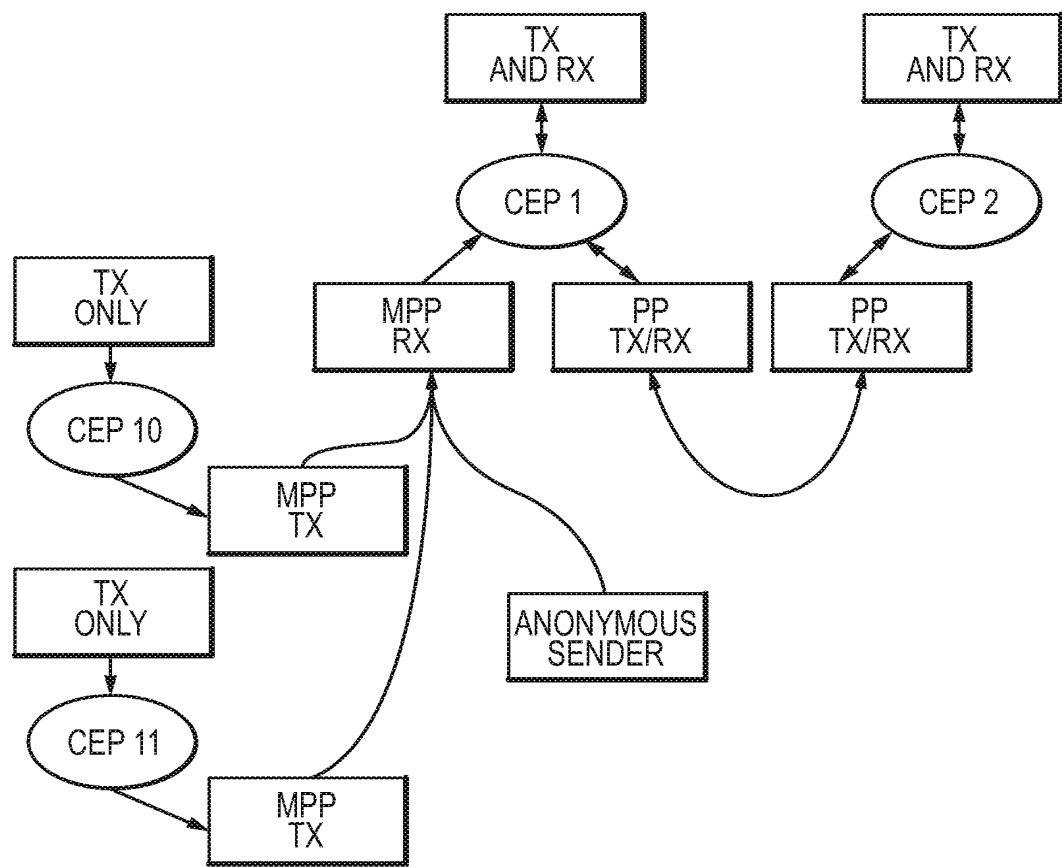 TX
AND RX
TX
AND RX
CEP 1
CEP 2
TX
ONLY
MPP
RX
PP
TX/RX
PP
TX/RX
CEP 10
MPP
TX
TX
ONLY
ANONYMOUS
SENDER
CEP 11
MPP
TX